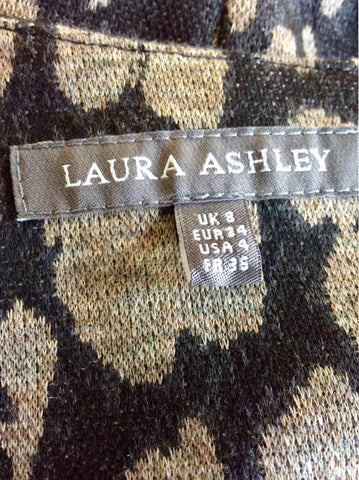 LAURA ASHLEY
UK 8
EUR 34
USA 4
FR 36